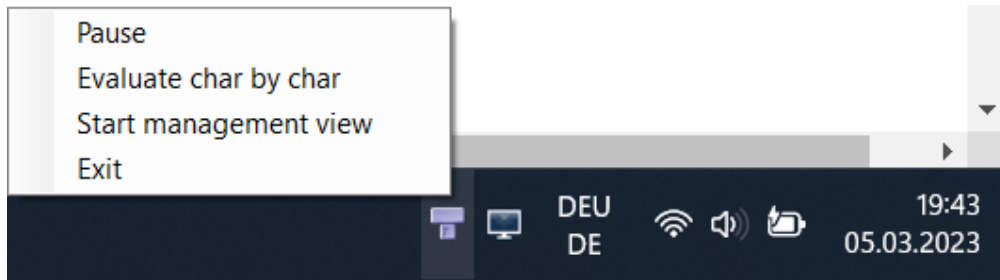 Pause
Evaluate char by char
Start management view
Exit
DEU
DE
19:43
05.03.2023